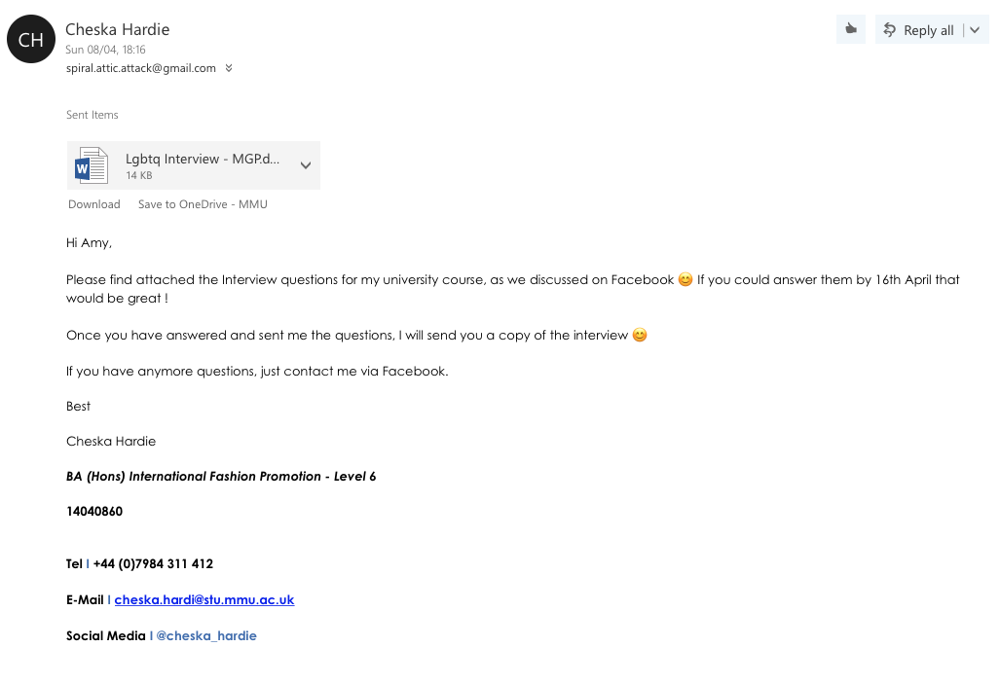 CH
Cheska Hardie
Sun 08/04, 18:16
spiral.attic.attack@gmail.com
Reply all
Sent Items
W
Lgbtq Interview - MGP.d...
14 KB
Download Save to OneDrive - MMU
Hi Amy,
Please find attached the Interview questions for my university course, as we discussed on Facebook 😊 If you could answer them by 16th April that
would be great !
Once you have answered and sent me the questions, I will send you a copy of the interview 😊
If you have anymore questions, just contact me via Facebook.
Best
Cheska Hardie
BA (Hons) International Fashion Promotion - Level 6
14040860
Tel I +44 (0)7984 311 412
E-Mail I cheska.hardi@stu.mmu.ac.uk
Social Media I @cheska_hardie